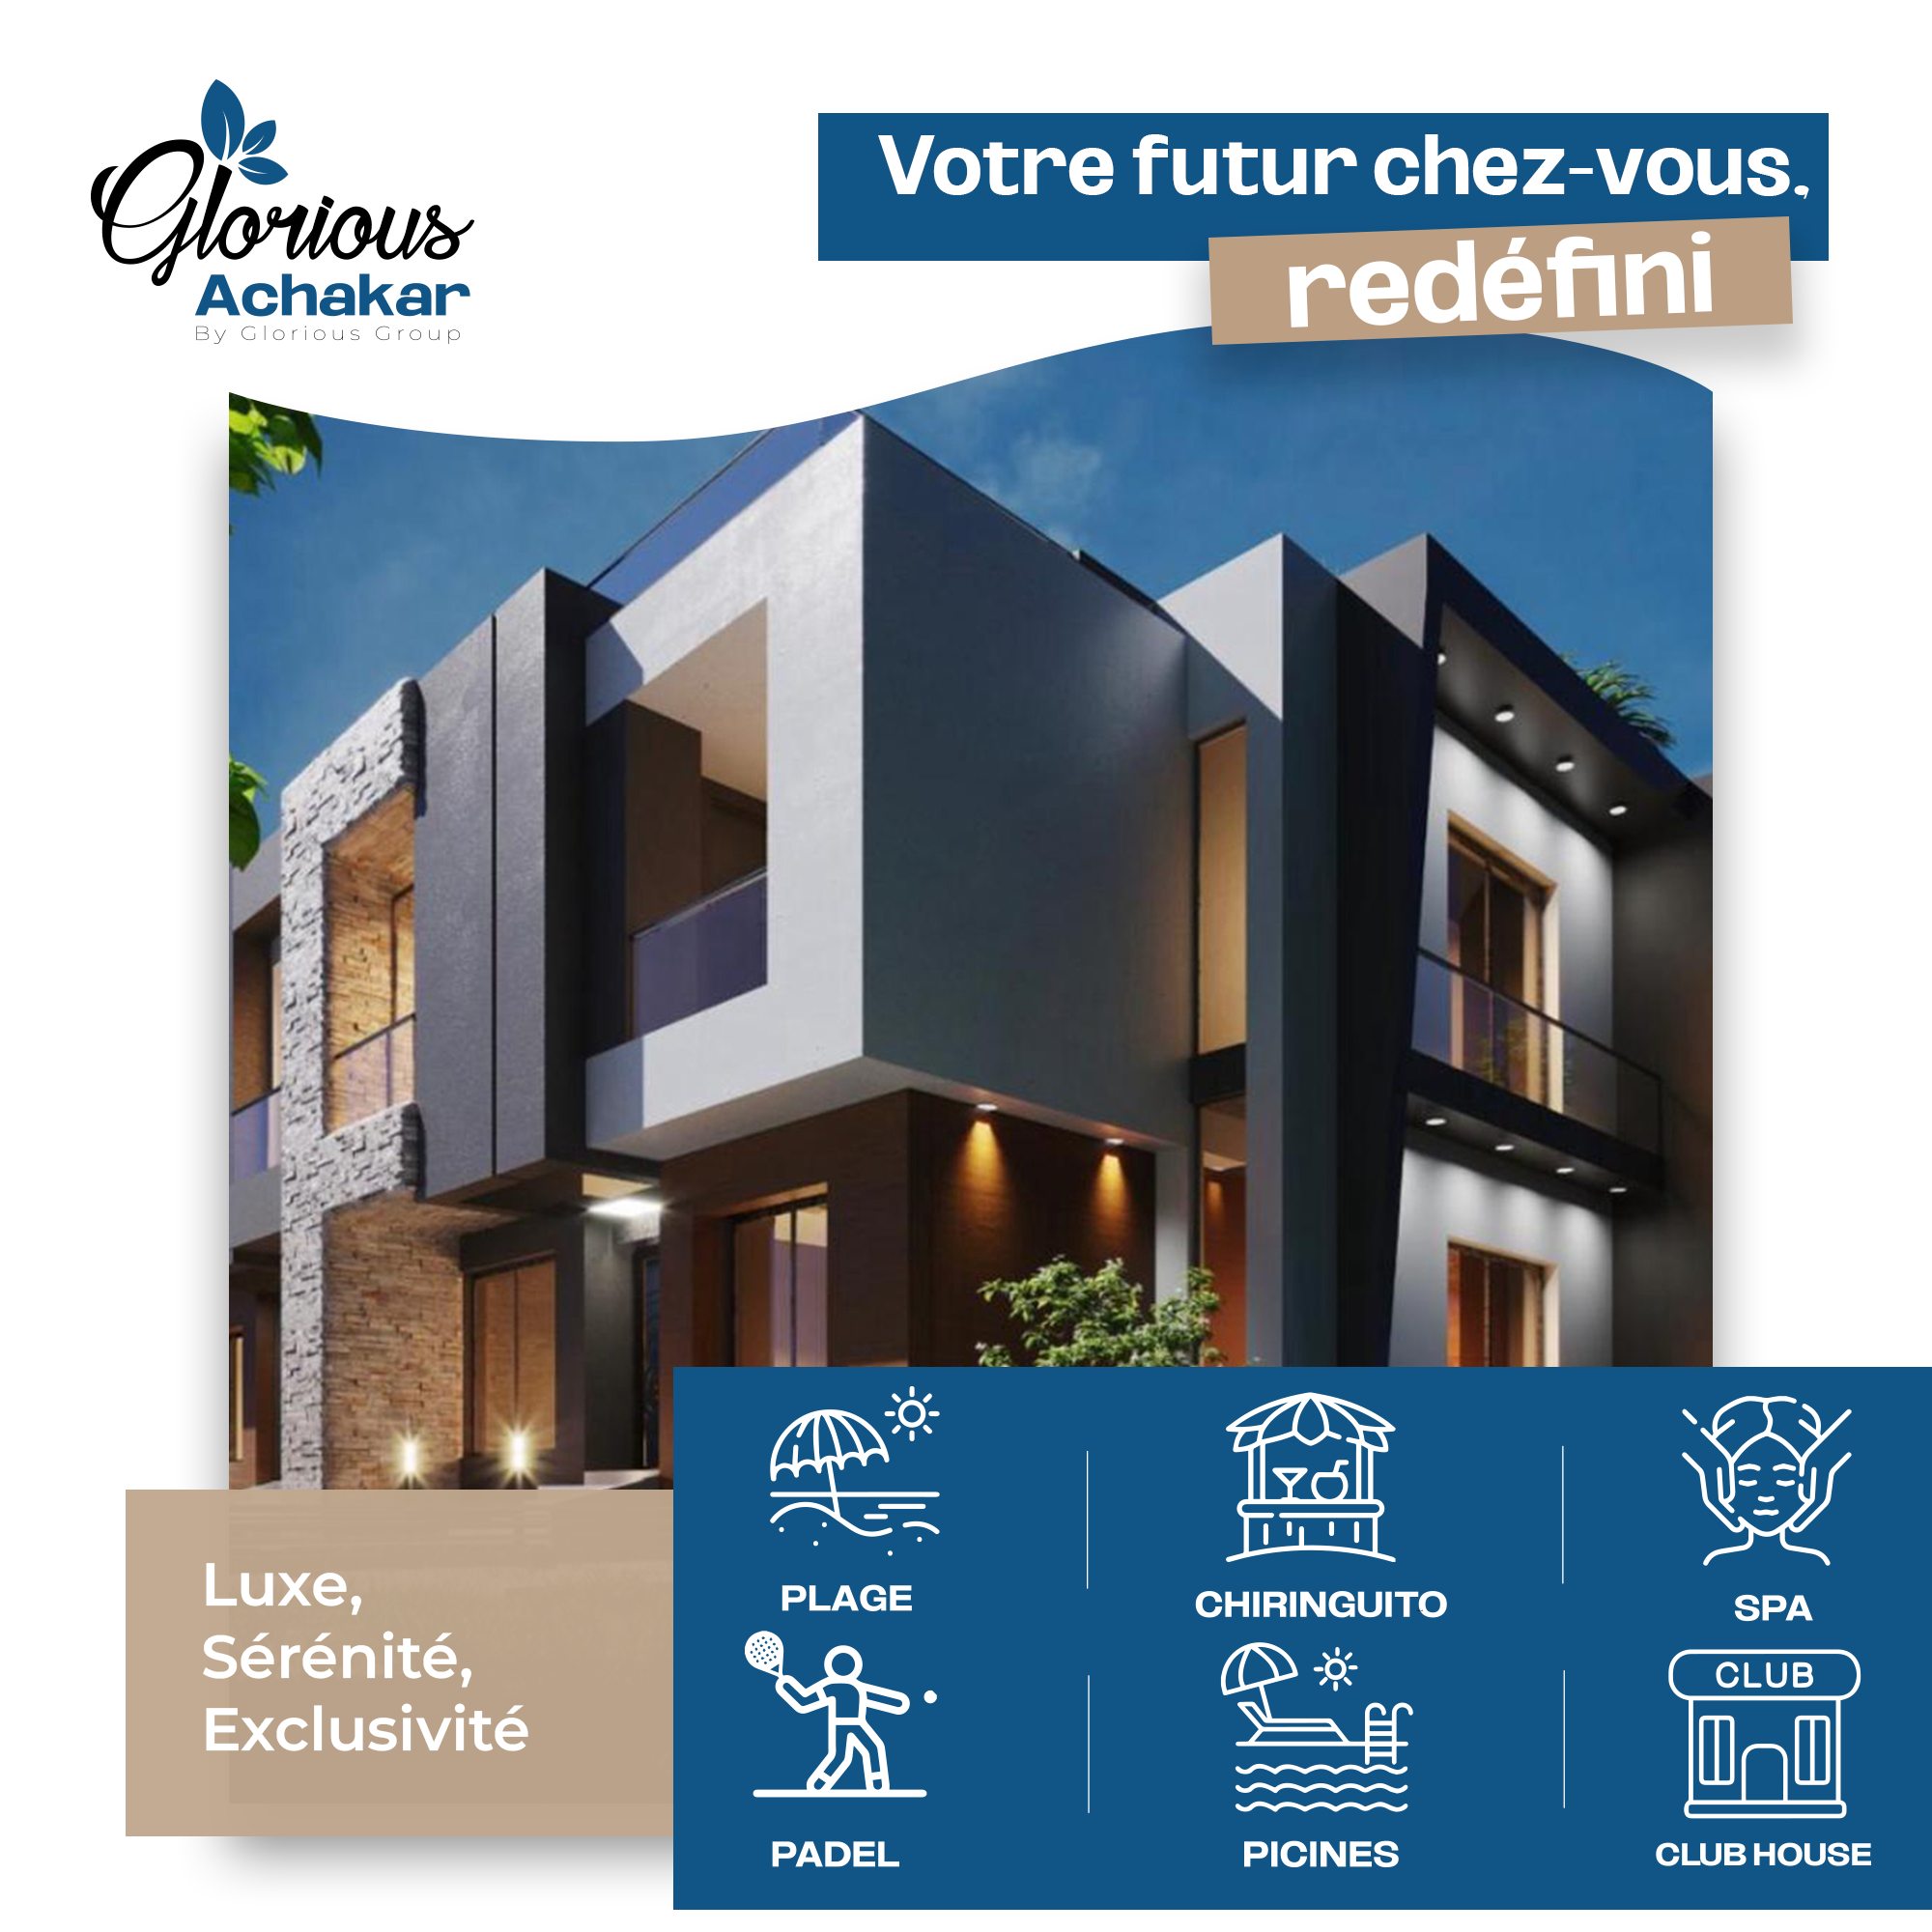 Glorious
Achakar
By Glorious Group
Votre futur chez-vous,
redéfini
Luxe,
Sérénité,
Exclusivité
PLAGE
CHIRINGUITO
SPA
CLUB
PADEL
PICINES
CLUB HOUSE